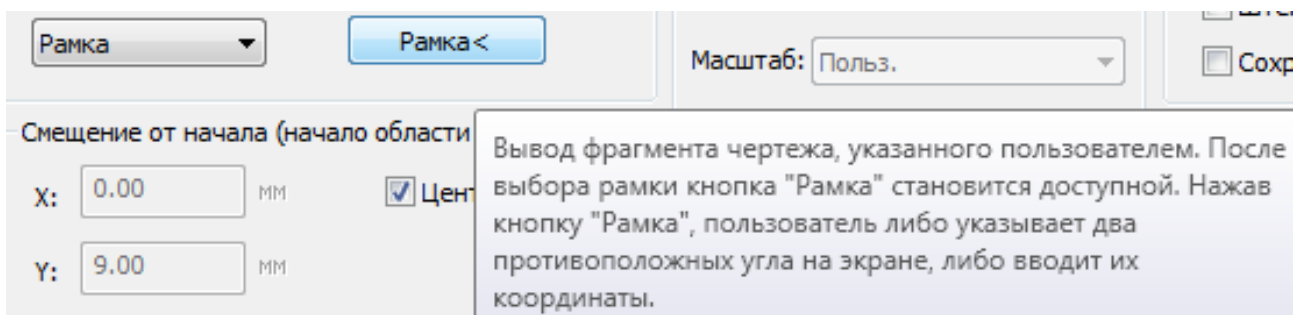 Рамка
Рамка<
Масштаб: Польз.
Смещение от начала (начало области
X: 0.00 мм
Y: 9.00 мм
Вывод фрагмента чертежа, указанного пользователем. После
выбора рамки кнопка "Рамка" становится доступной. Нажав
кнопку "Рамка", пользователь либо указывает два
противоположных угла на экране, либо вводит их
координаты.